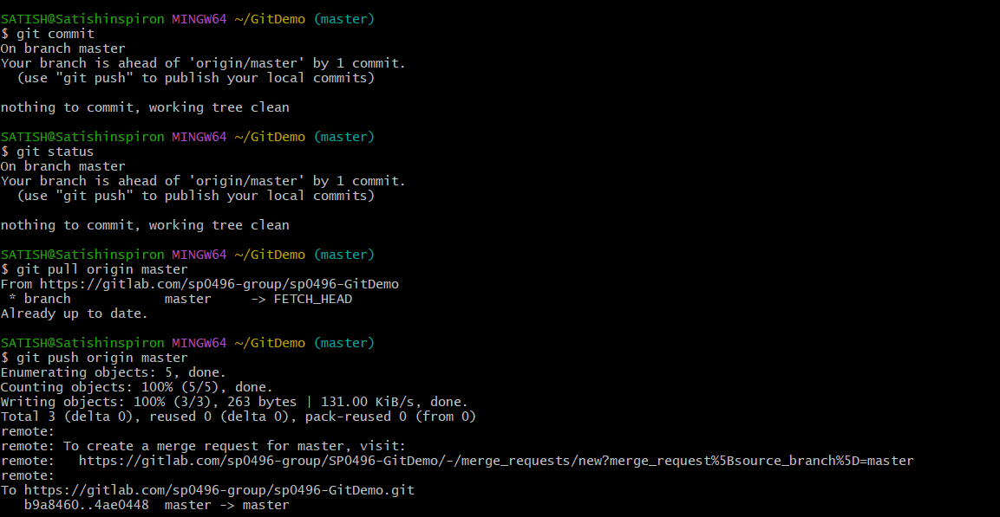 SATISH@Satishinspiron MINGW64 ~/GitDemo (master)
$ git commit
On branch master
Your branch is ahead of 'origin/master' by 1 commit.
  (use "git push" to publish your local commits)

nothing to commit, working tree clean

SATISH@Satishinspiron MINGW64 ~/GitDemo (master)
$ git status
On branch master
Your branch is ahead of 'origin/master' by 1 commit.
  (use "git push" to publish your local commits)

nothing to commit, working tree clean

SATISH@Satishinspiron MINGW64 ~/GitDemo (master)
$ git pull origin master
From https://gitlab.com/sp0496-group/sp0496-GitDemo
 * branch            master     -> FETCH_HEAD
Already up to date.

SATISH@Satishinspiron MINGW64 ~/GitDemo (master)
$ git push origin master
Enumerating objects: 5, done.
Counting objects: 100% (5/5), done.
Writing objects: 100% (3/3), 263 bytes | 131.00 KiB/s, done.
Total 3 (delta 0), reused 0 (delta 0), pack-reused 0 (from 0)
remote:
remote: To create a merge request for master, visit:
remote:   https://gitlab.com/sp0496-group/SP0496-GitDemo/-/merge_requests/new?merge_request%5Bsource_branch%5D=master
remote:
To https://gitlab.com/sp0496-group/sp0496-GitDemo.git
   b9a8460..4ae0448  master -> master